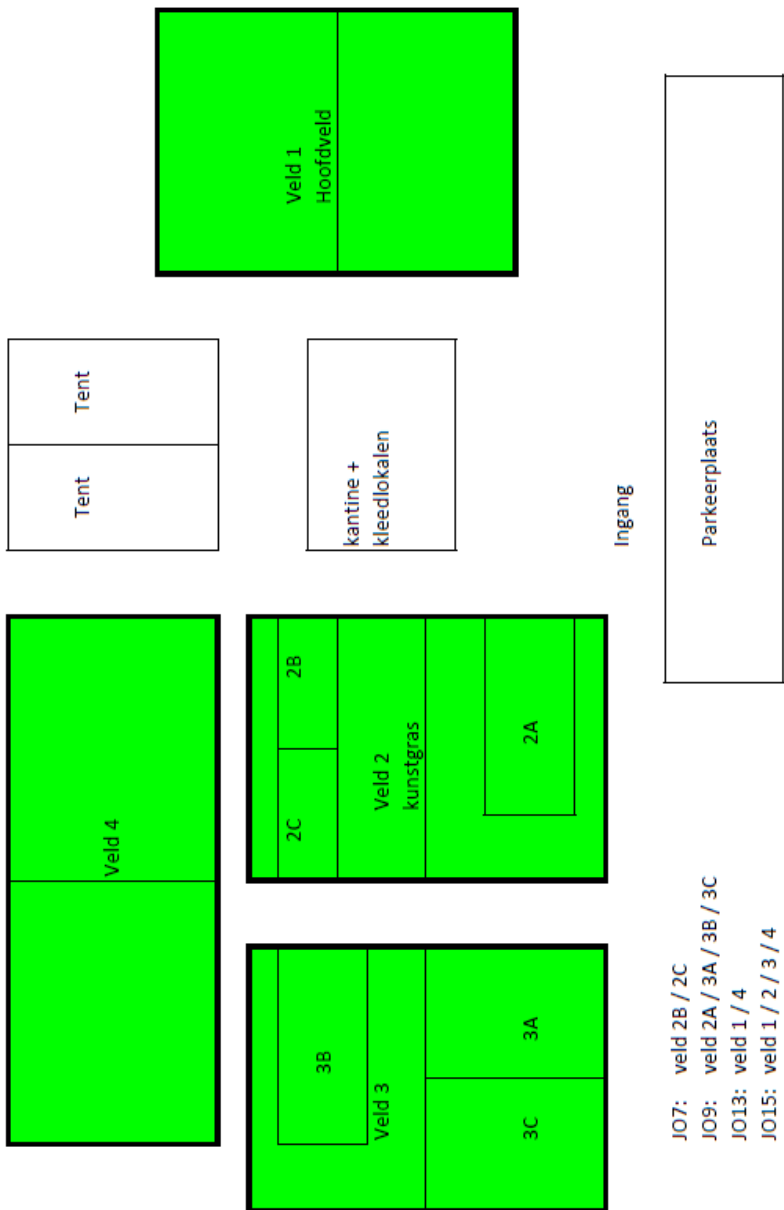 Veld 4
Tent
Tent
3B
Veld 3
3C
3A
2C
2B
Veld 2
kunstgras
2A
kantine +
kleedlokalen
Veld 1
Hoofdveld
Ingang
Parkeerplaats
JO7: veld 2B / 2C
JO9: veld 2A / 3A / 3B / 3C
JO13: veld 1 / 4
JO15: veld 1 / 2 / 3 / 4